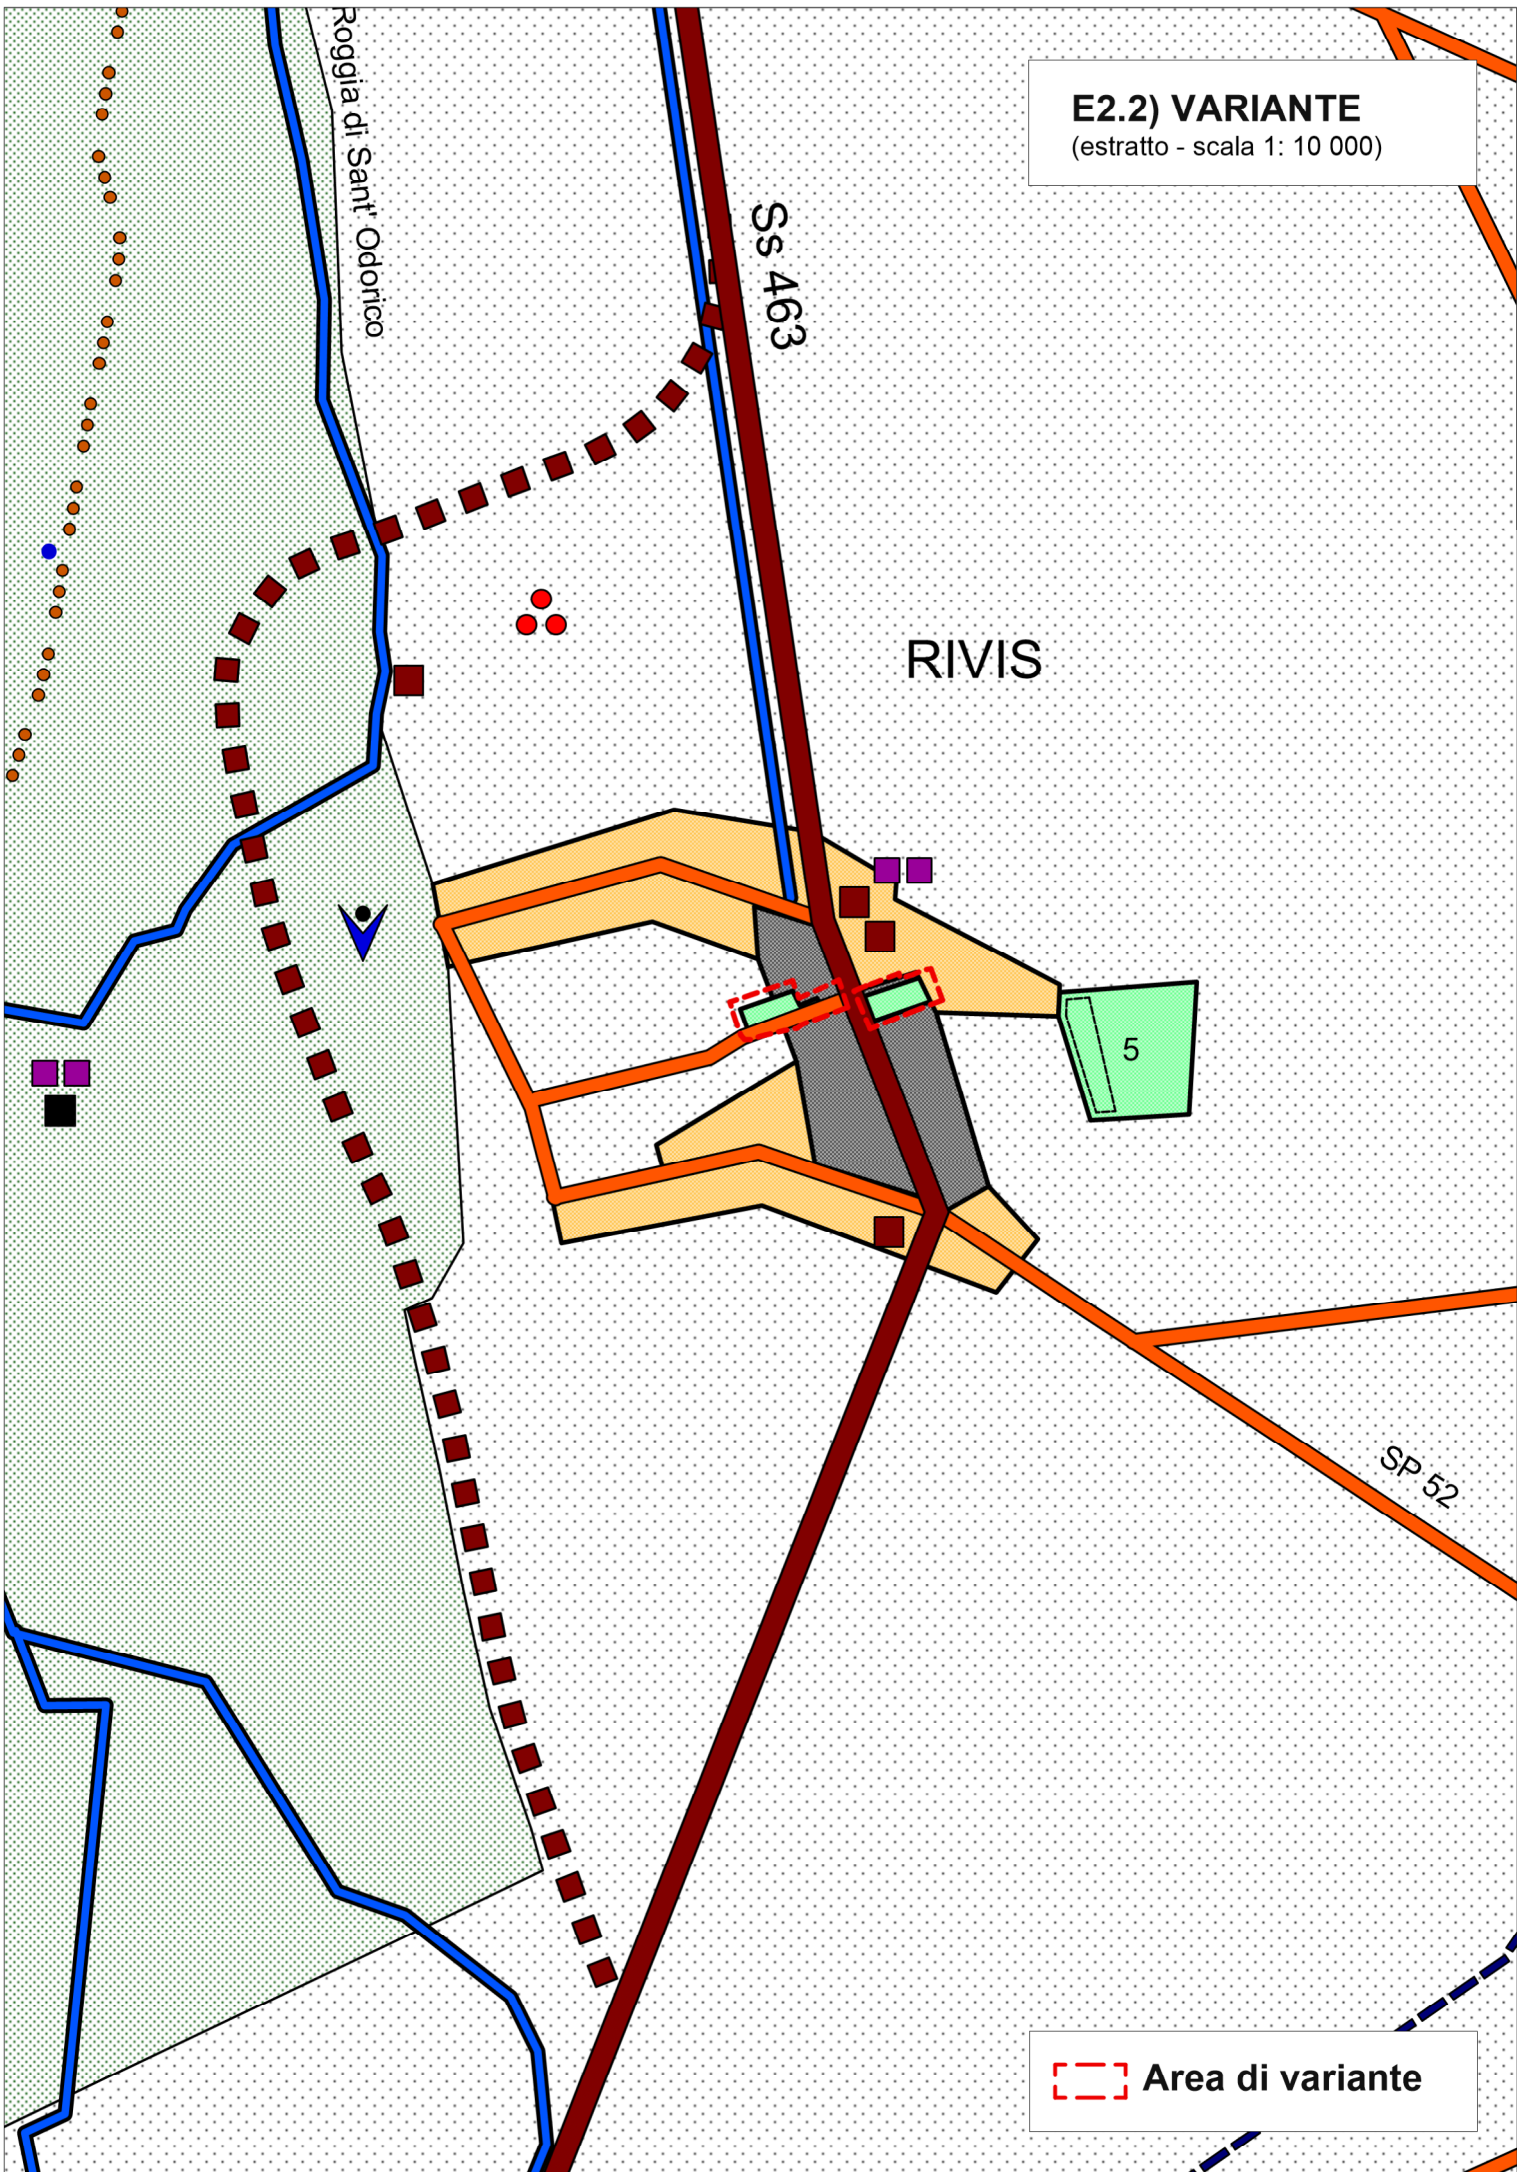 Roggia di Sant' Odorico
E2.2) VARIANTE
(estratto - scala 1: 10 000)
Ss 463
RIVIS
5
SP 52
Area di variante